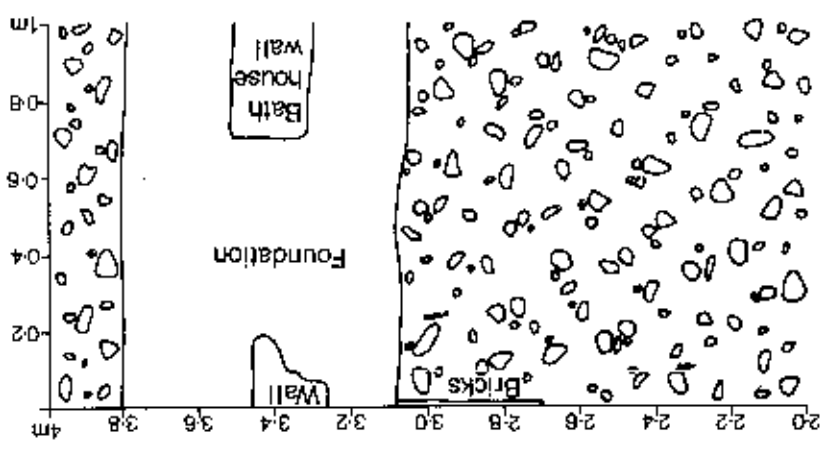 2·0 2·2 2·4 2·6 2·8 3·0 3·2 3·4 3·6 3·8 4m
Bricks
Wall
0·2
Foundation
0·4
0·6
Bath
house
wall
0·8
1m